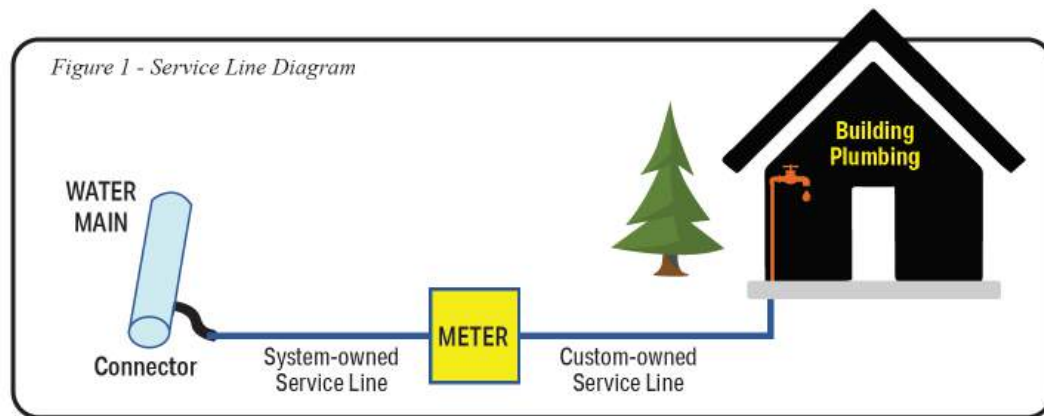 Figure 1 - Service Line Diagram
Building
Plumbing
WATER
MAIN
Connector
System-owned
Service Line
METER
Custom-owned
Service Line